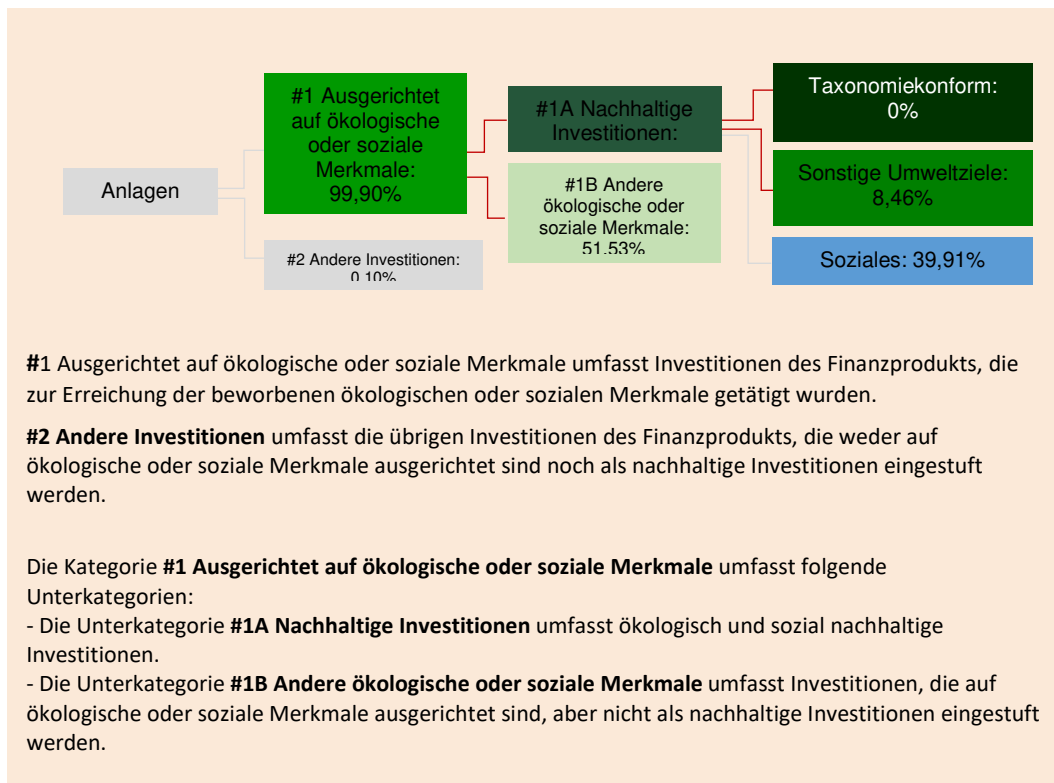 Anlagen
#1 Ausgerichtet
auf ökologische
oder soziale
Merkmale:
99,90%
#2 Andere Investitionen:
0,10%
#1A Nachhaltige
Investitionen:
#1B Andere
ökologische oder
soziale Merkmale:
51,53%
Taxonomiekonform:
0%
Sonstige Umweltziele:
8,46%
Soziales: 39,91%
#1 Ausgerichtet auf ökologische oder soziale Merkmale umfasst Investitionen des Finanzprodukts, die
zur Erreichung der beworbenen ökologischen oder sozialen Merkmale getätigt wurden.
#2 Andere Investitionen umfasst die übrigen Investitionen des Finanzprodukts, die weder auf
ökologische oder soziale Merkmale ausgerichtet sind noch als nachhaltige Investitionen eingestuft
werden.
Die Kategorie #1 Ausgerichtet auf ökologische oder soziale Merkmale umfasst folgende
Unterkategorien:
- Die Unterkategorie #1A Nachhaltige Investitionen umfasst ökologisch und sozial nachhaltige
Investitionen.
- Die Unterkategorie #1B Andere ökologische oder soziale Merkmale umfasst Investitionen, die auf
ökologische oder soziale Merkmale ausgerichtet sind, aber nicht als nachhaltige Investitionen eingestuft
werden.